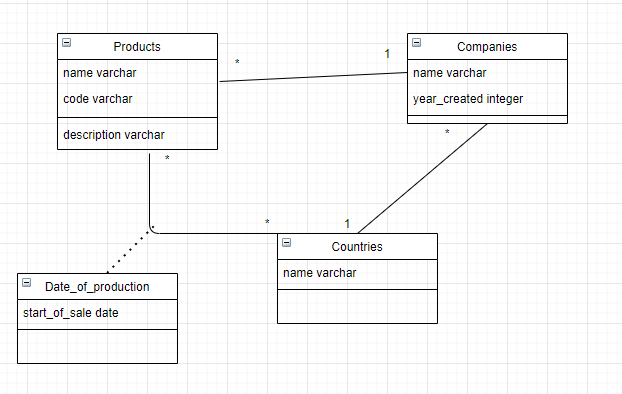 Products
name varchar
code varchar
description varchar
*
1
Companies
name varchar
year_created integer
*
*
*
1
Countries
name varchar
Date_of_production
start_of_sale date